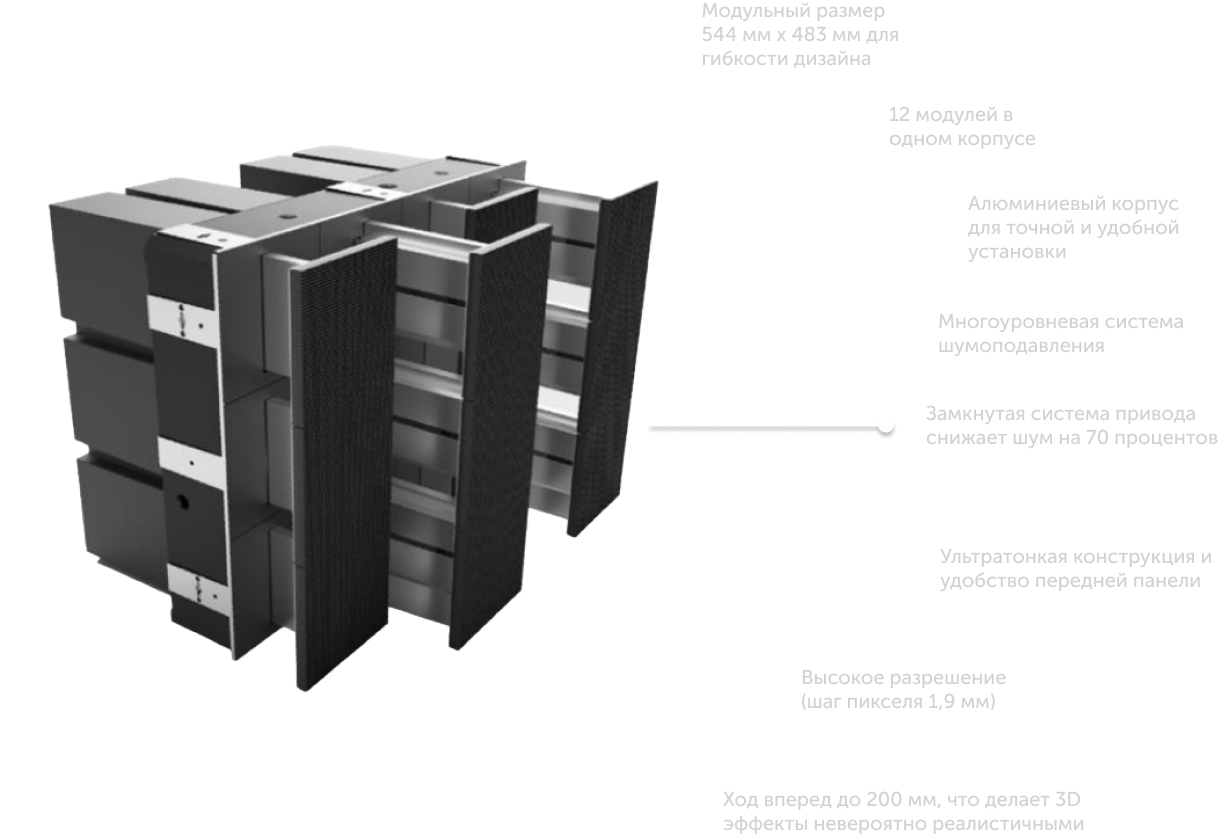 Модульный размер
544 мм x 483 мм для
гибкости дизайна
12 модулей в
одном корпусе
Алюминиевый корпус
для точной и удобной
установки
Многоуровневая система
шумоподавления
Замкнутая система привода
снижает шум на 70 процентов
Ультратонкая конструкция и
удобство передней панели
Высокое разрешение
(шаг пикселя 1,9 мм)
Ход вперед до 200 мм, что делает 3D
эффекты невероятно реалистичными